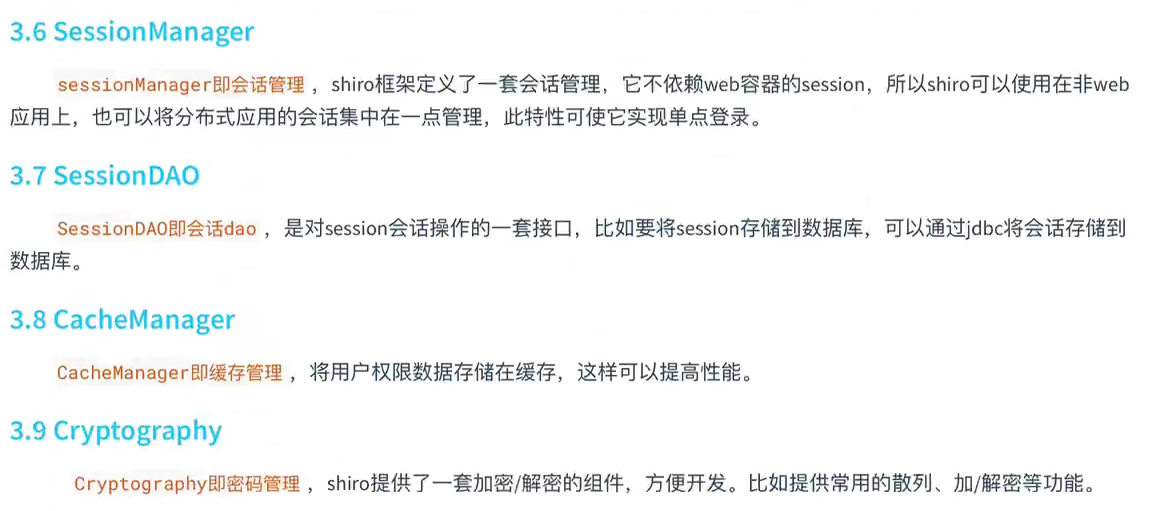 3.6 SessionManager
sessionManager即会话管理 ，shiro框架定义了一套会话管理，它不依赖web容器的session，所以shiro可以使用在非web
应用上，也可以将分布式应用的会话集中在一点管理，此特性可使它实现单点登录。
3.7 SessionDAO
SessionDAO即会话dao ，是对session会话操作的一套接口，比如要将session存储到数据库，可以通过jdbc将会话存储到
数据库。
3.8 CacheManager
CacheManager即缓存管理 ，将用户权限数据存储在缓存，这样可以提高性能。
3.9 Cryptography
Cryptography即密码管理 ，shiro提供了一套加密/解密的组件，方便开发。比如提供常用的散列、加/解密等功能。